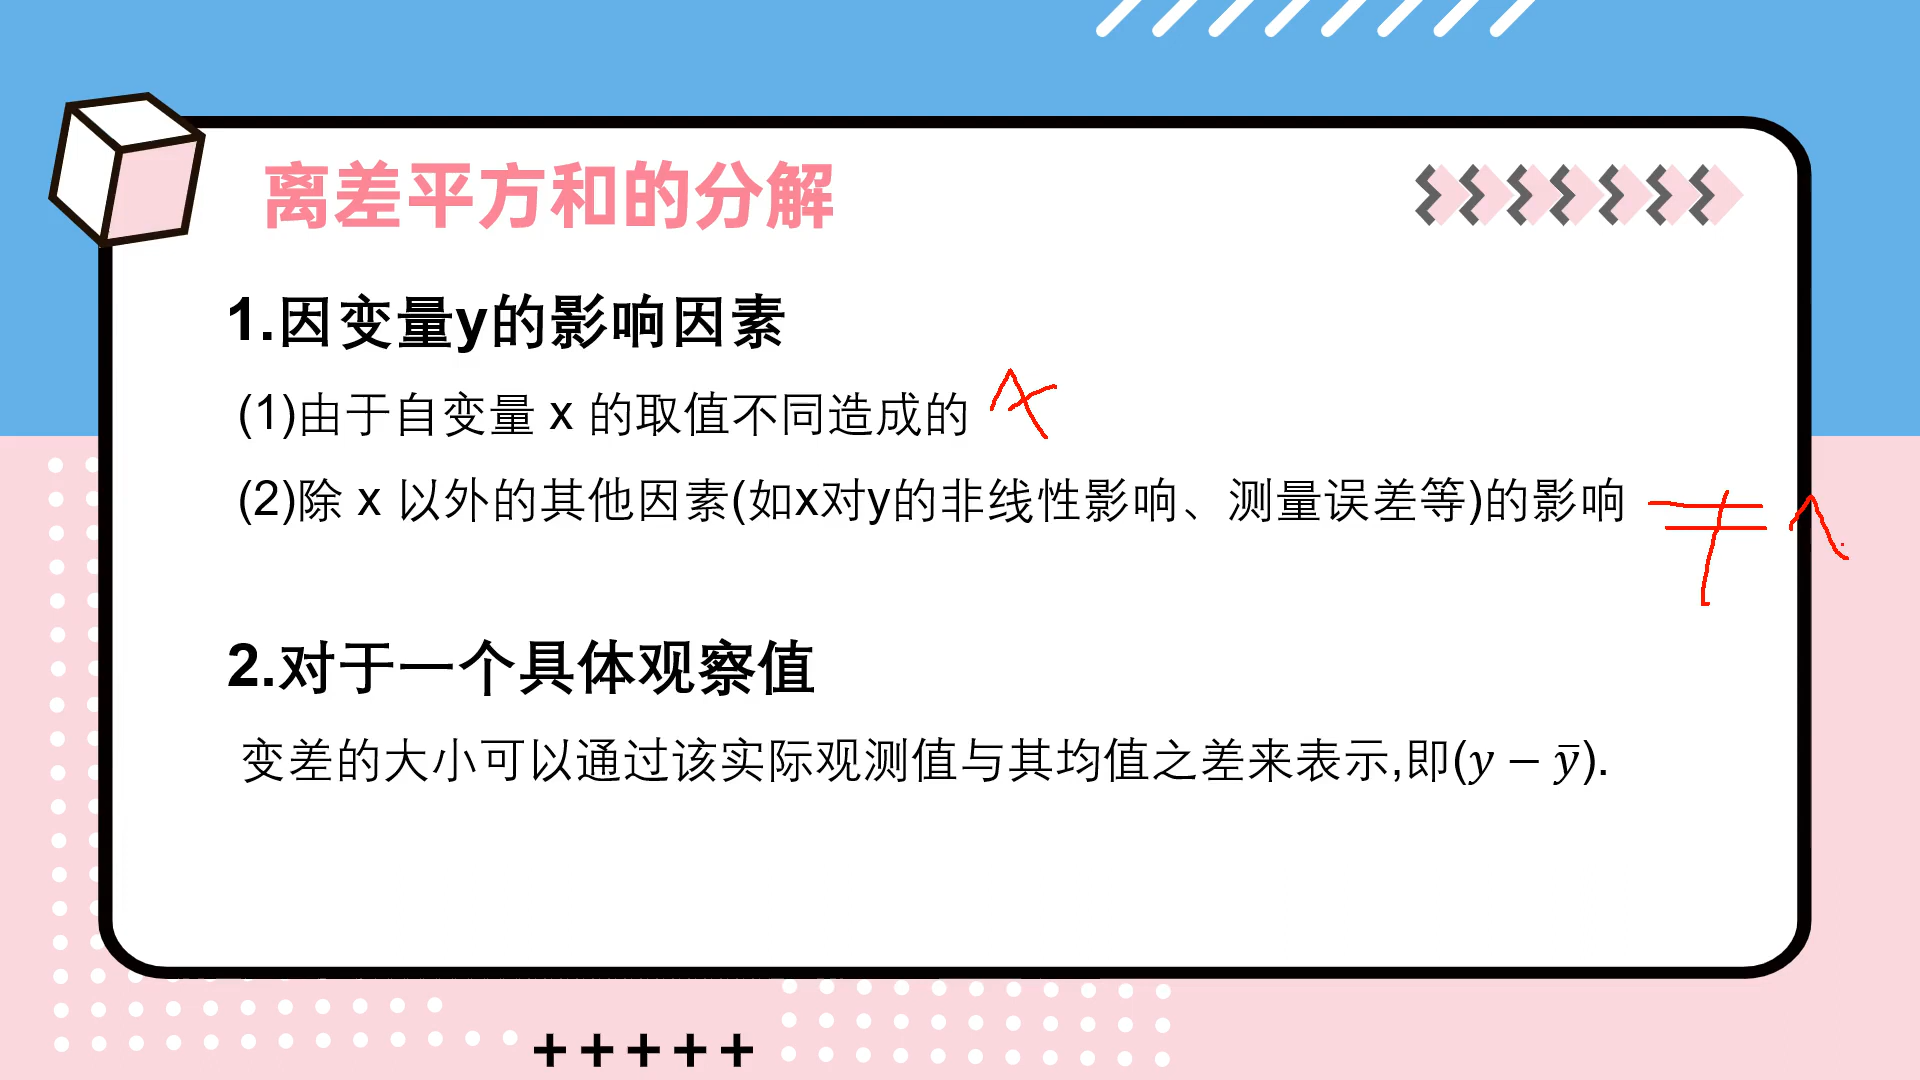 离差平方和的分解
1.因变量y的影响因素
(1)由于自变量 x 的取值不同造成的
(2)除 x 以外的其他因素(如x对y的非线性影响、测量误差等)的影响
2.对于一个具体观察值
变差的大小可以通过该实际观测值与其均值之差来表示,即(y − ȳ).